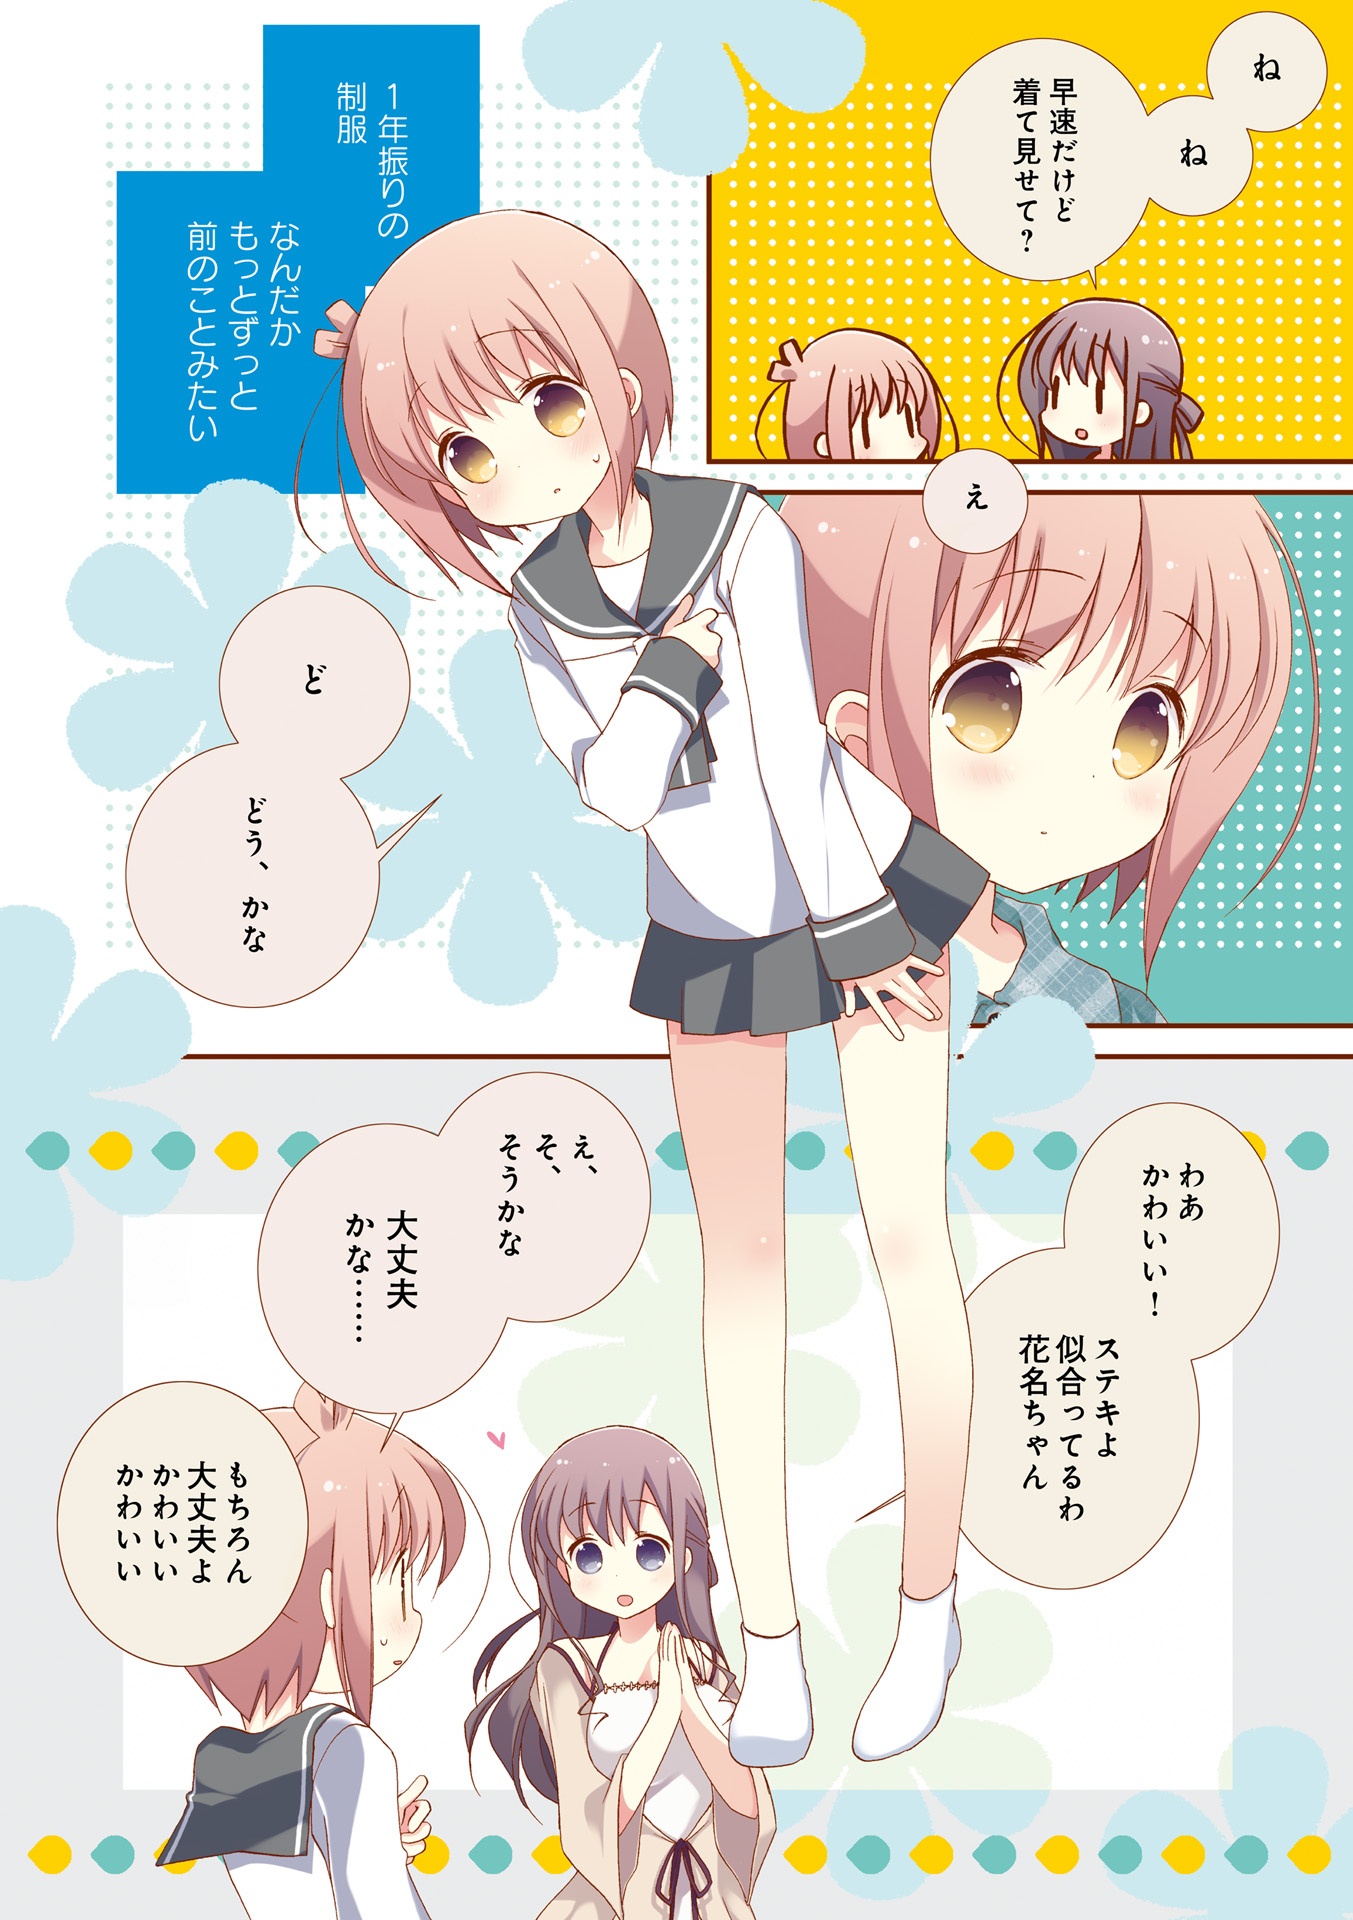 ね
ね
早速だけど
着て見せて？
え
1年振りの
制服
なんだか
もっとずっと
前のことみたい
ど
どう、かな
わあ
かわいい！
ステキよ
似合ってるわ
花名ちゃん
え、
そ、
そうかな
大丈夫
かな……
もちろん
大丈夫よ
かわいい
かわいい